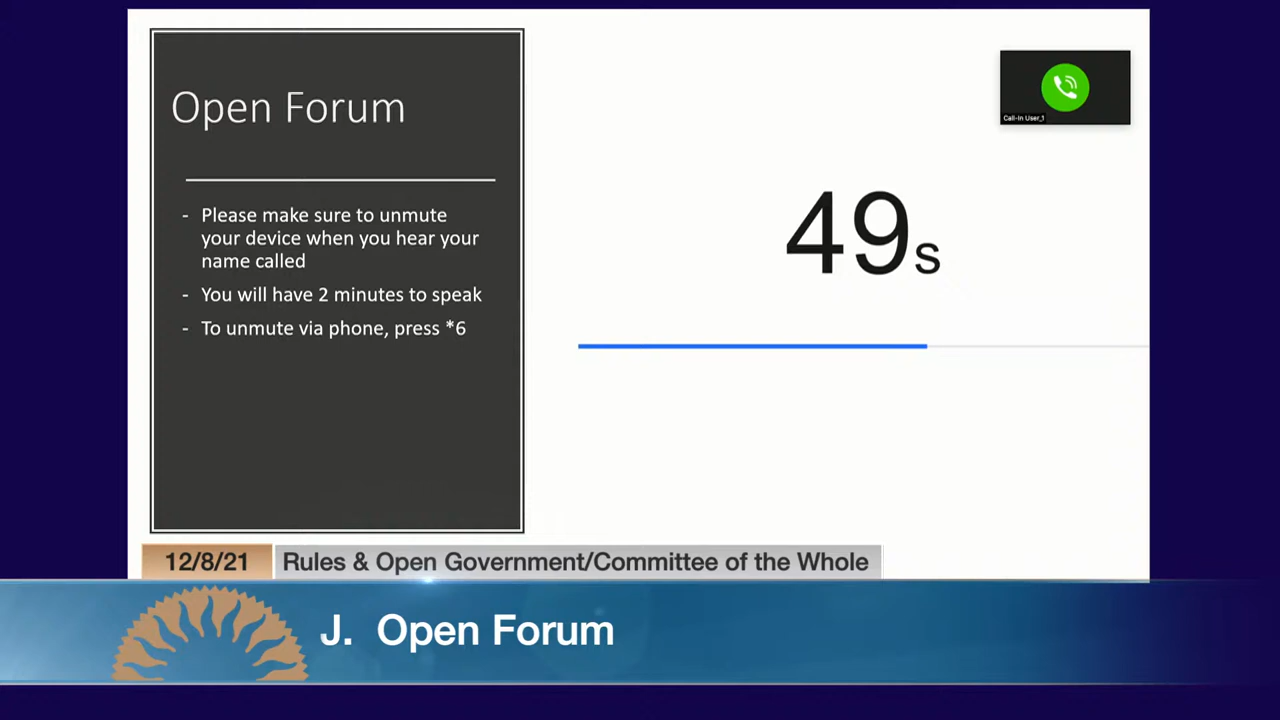 Open Forum
- Please make sure to unmute
your device when you hear your
name called
- You will have 2 minutes to speak
- To unmute via phone, press *6
Call-In User_1
49s
12/8/21
Rules & Open Government/Committee of the Whole
J. Open Forum